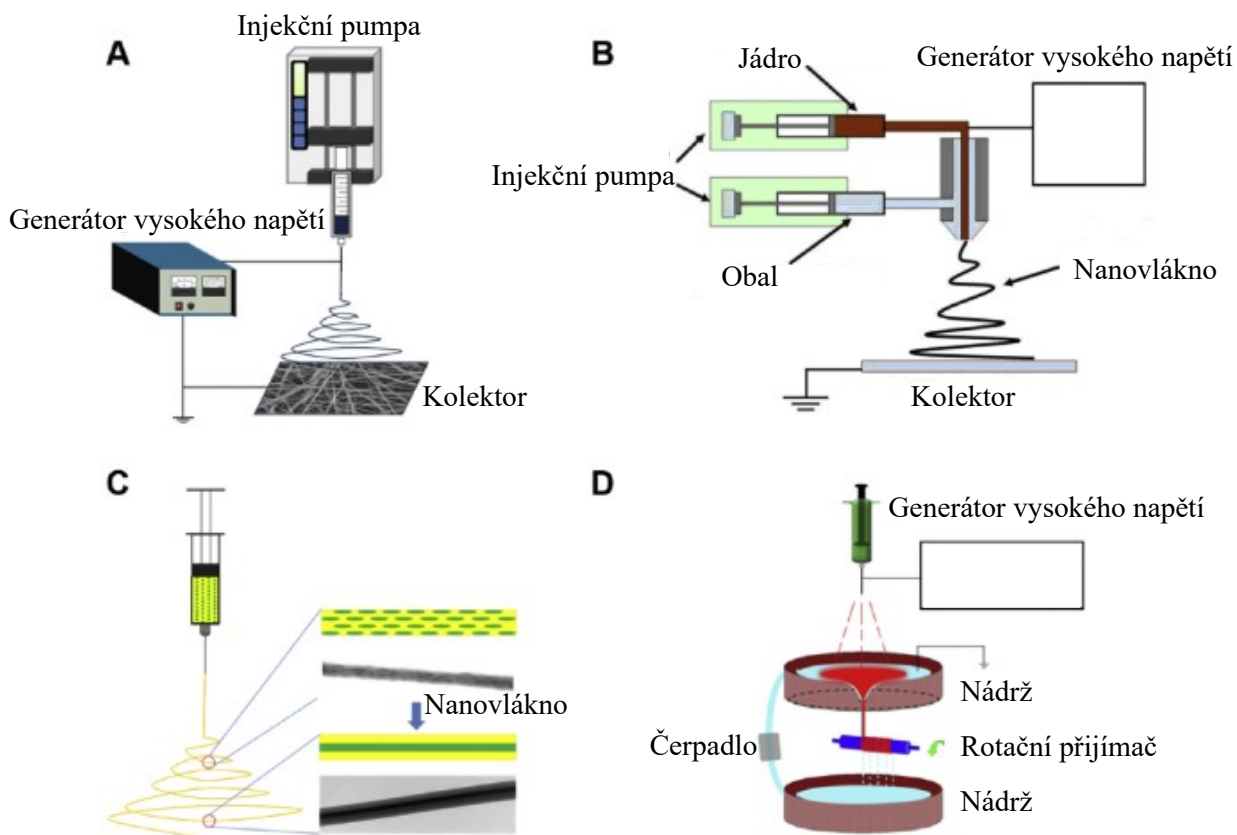 A
Injekční pumpa
Generátor vysokého napětí
Kolektor
B
Jádro
Generátor vysokého napětí
Injekční pumpa
Obal
Nanovlákno
Kolektor
C
Nanovlákno
D
Generátor vysokého napětí
Nádrž
Čerpadlo
Rotační přijímač
Nádrž